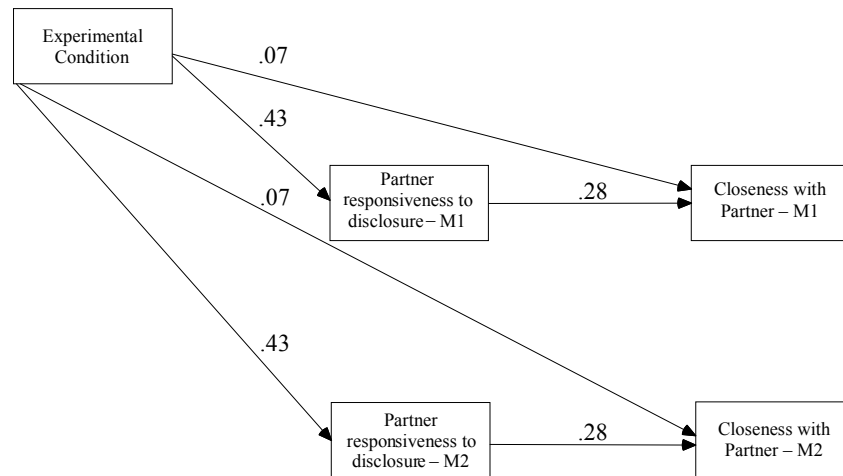 Experimental
Condition
.07
.43
Partner
responsiveness to
disclosure – M1
.28
Closeness with
Partner – M1
.07
.43
Partner
responsiveness to
disclosure – M2
.28
Closeness with
Partner – M2